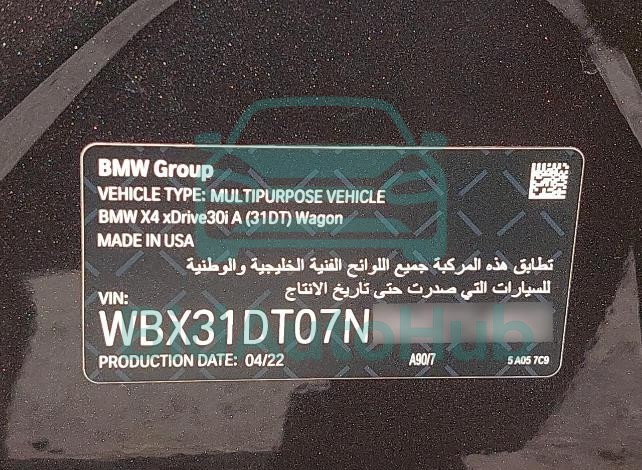 BMW Group
VEHICLE TYPE: MULTIPURPOSE VEHICLE
BMW X4 xDrive30i A (31DT) Wagon
MADE IN USA
تطابق هذه المركبة جميع اللوائح الفنية الخليجية والوطنية
للسيارات التي صدرت حتى تاريخ الانتاج
VIN:
WBX31DT07N
AutoHub
PRODUCTION DATE: 04/22 A90/7 5 A05 7C9